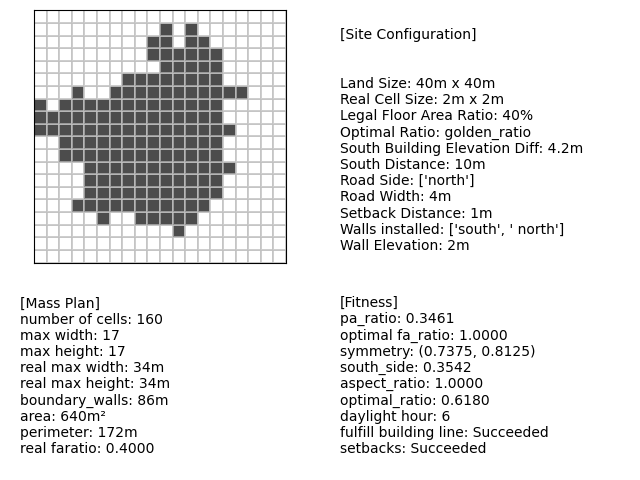 [Site Configuration]
Land Size: 40m x 40m
Real Cell Size: 2m x 2m
Legal Floor Area Ratio: 40%
Optimal Ratio: golden_ratio
South Building Elevation Diff: 4.2m
South Distance: 10m
Road Side: ['north']
Road Width: 4m
Setback Distance: 1m
Walls installed: ['south', ' north']
Wall Elevation: 2m
[Mass Plan]
number of cells: 160
max width: 17
max height: 17
real max width: 34m
real max height: 34m
boundary_walls: 86m
area: 640m²
perimeter: 172m
real faratio: 0.4000
[Fitness]
pa_ratio: 0.3461
optimal fa_ratio: 1.0000
symmetry: (0.7375, 0.8125)
south_side: 0.3542
aspect_ratio: 1.0000
optimal_ratio: 0.6180
daylight hour: 6
fulfill building line: Succeeded
setbacks: Succeeded